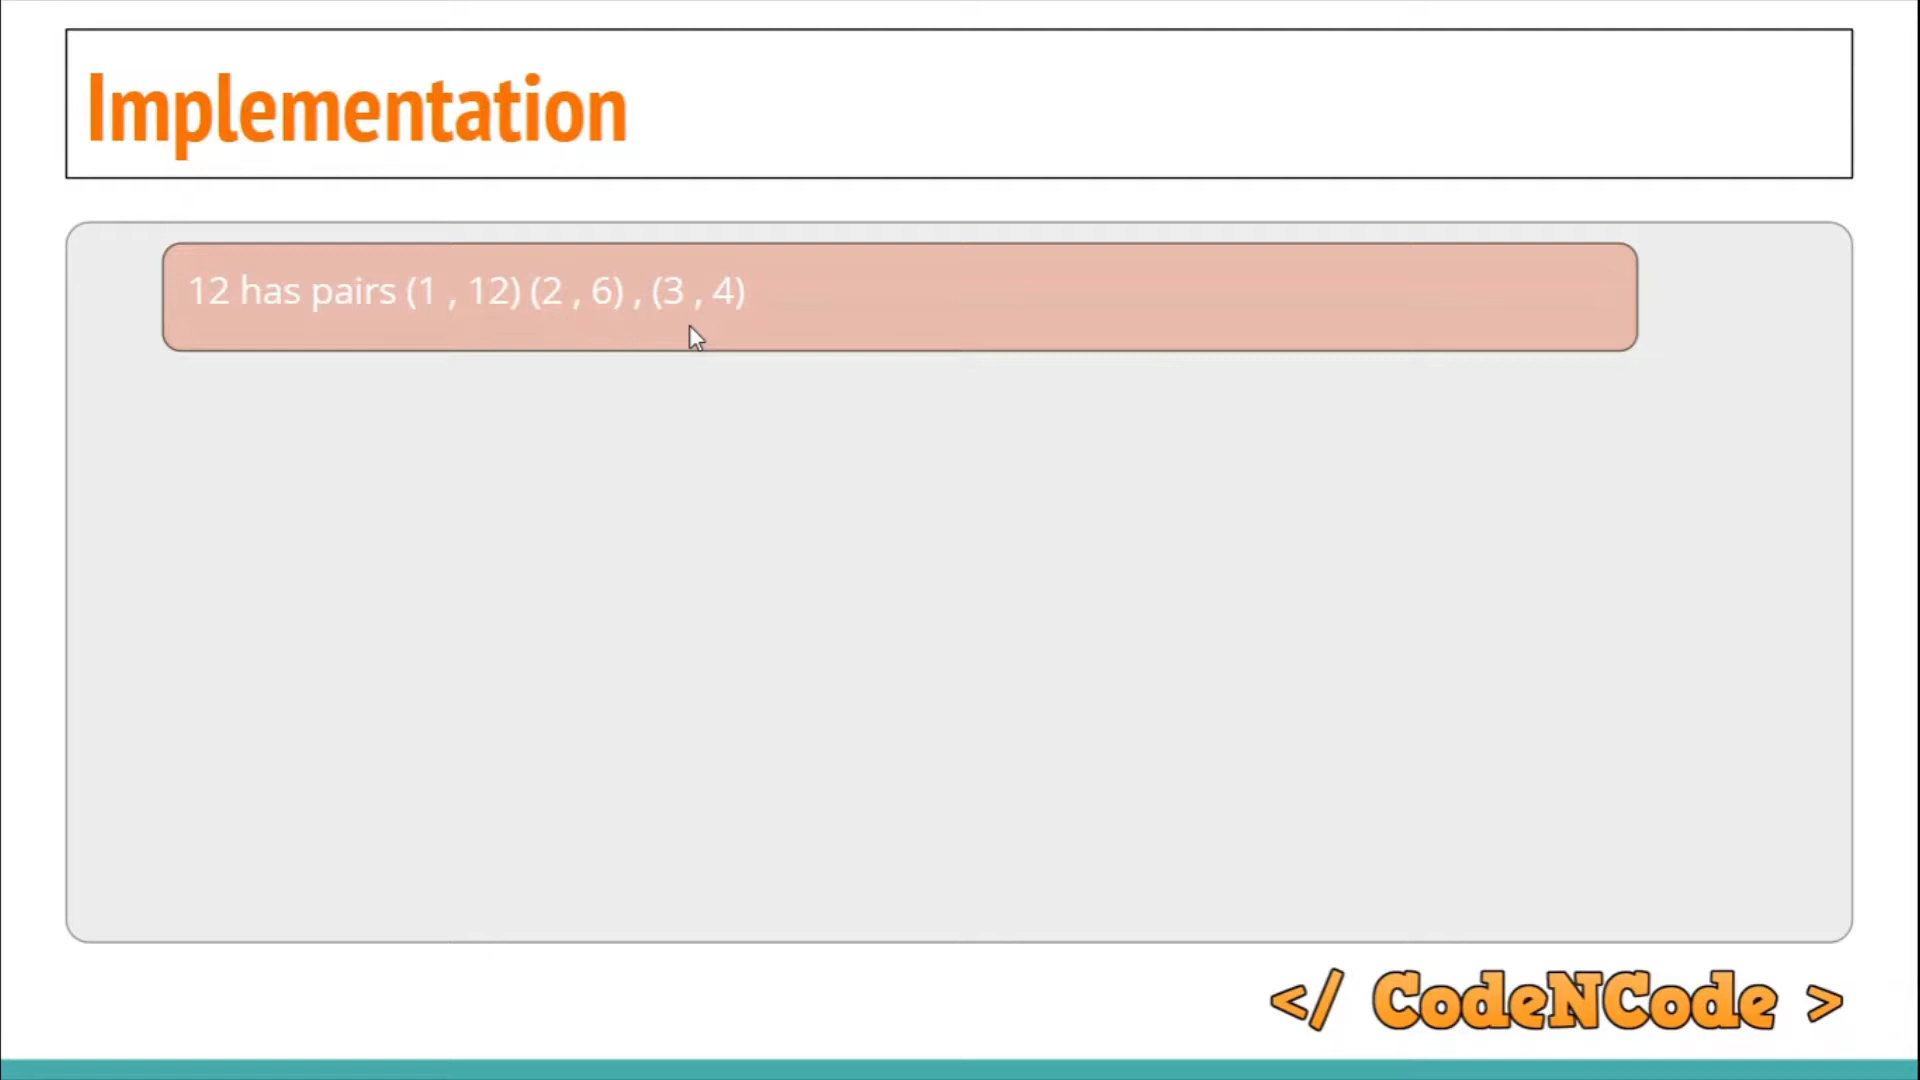 Implementation
12 has pairs (1 , 12) (2 , 6) , (3 , 4)
</ CodeNCode >